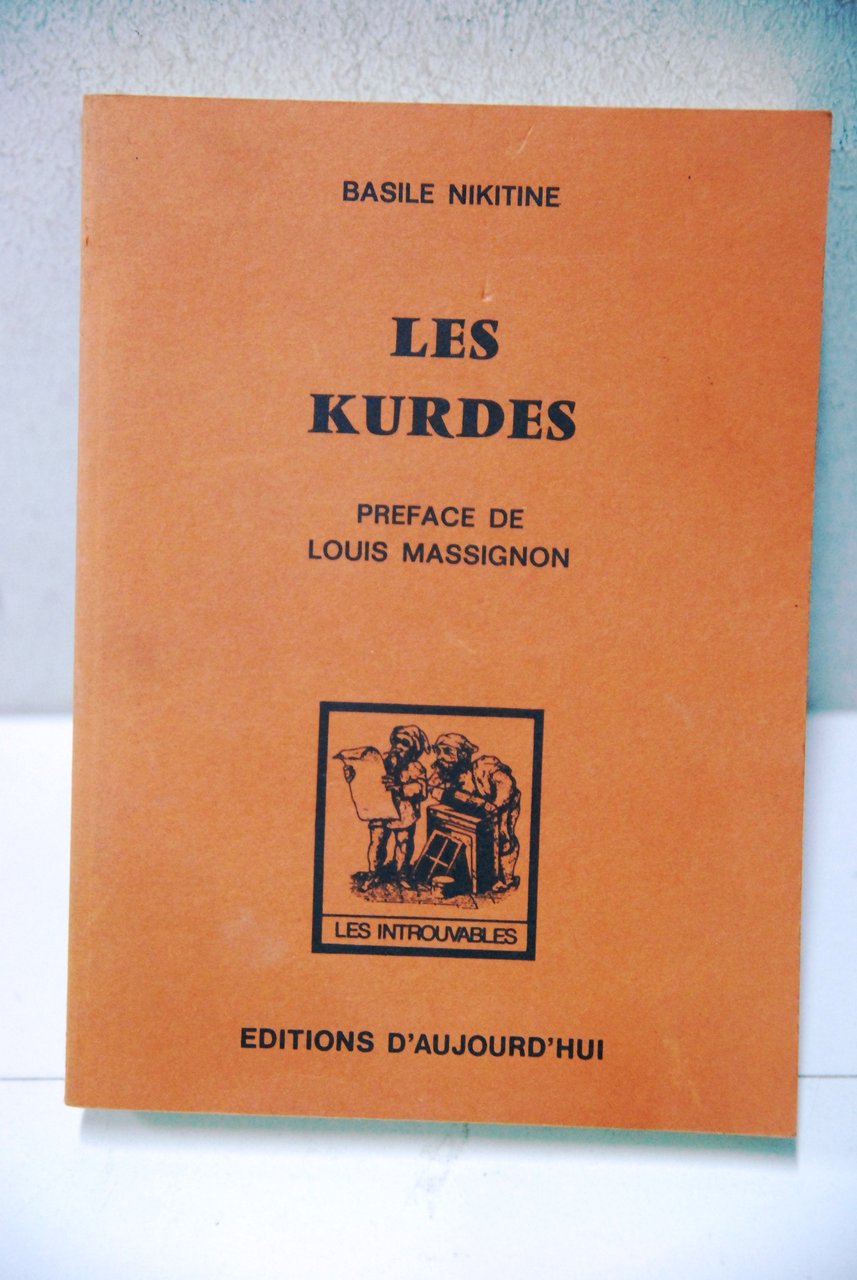 BASILE NIKITINE
LES
KURDES
PREFACE DE
LOUIS MASSIGNON
LES INTROUVABLES
EDITIONS D'AUJOURD'HUI